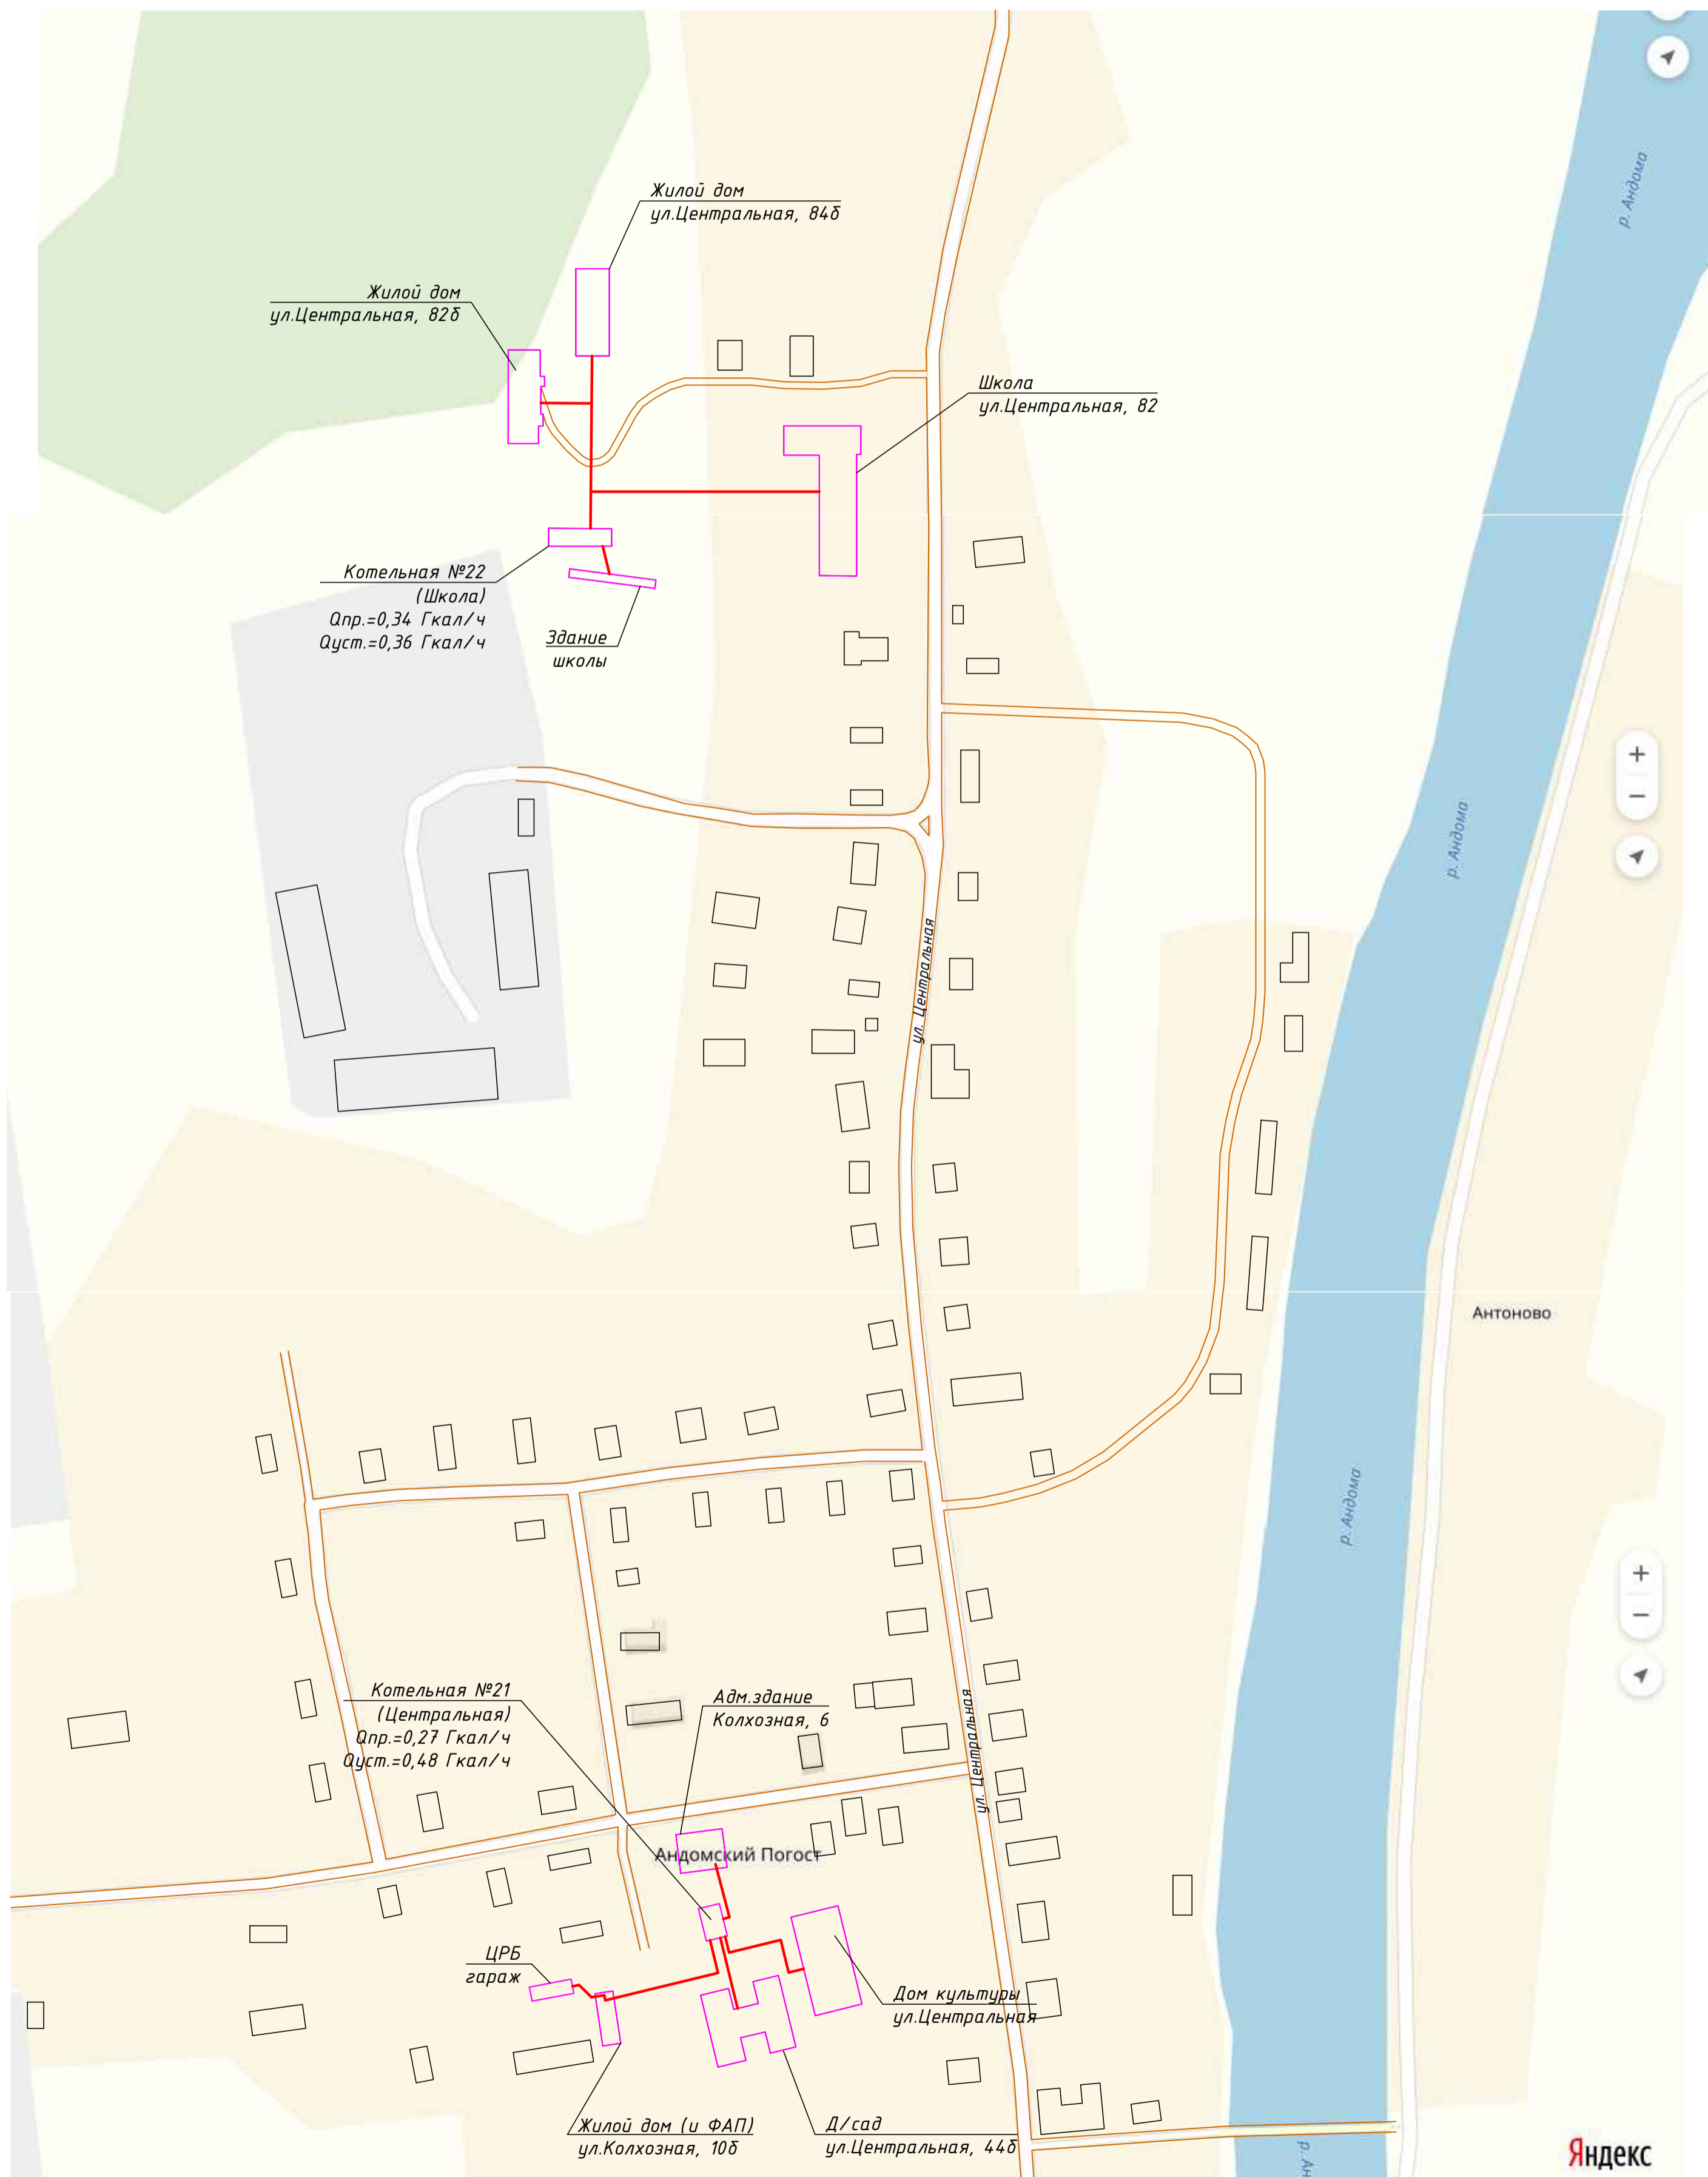 р. Андома
Жилой дом
ул.Центральная, 84б
Жилой дом
ул.Центральная, 82б
Школа
ул.Центральная, 82
Котельная №22
(Школа)
Qпр.=0,34 Гкал/ч
Qуст.=0,36 Гкал/ч
Здание
школы
+
−
р. Андома
ул. Центральная
Антоново
р. Андома
+
−
Котельная №21
(Центральная)
Qпр.=0,27 Гкал/ч
Qуст.=0,48 Гкал/ч
Адм.здание
Колхозная, 6
ул. Центральная
Андомский Погост
ЦРБ
гараж
Дом культуры
ул.Центральная
Жилой дом (и ФАП)
ул.Колхозная, 10б
Д/сад
ул.Центральная, 44б
р. Ан
Яндекс